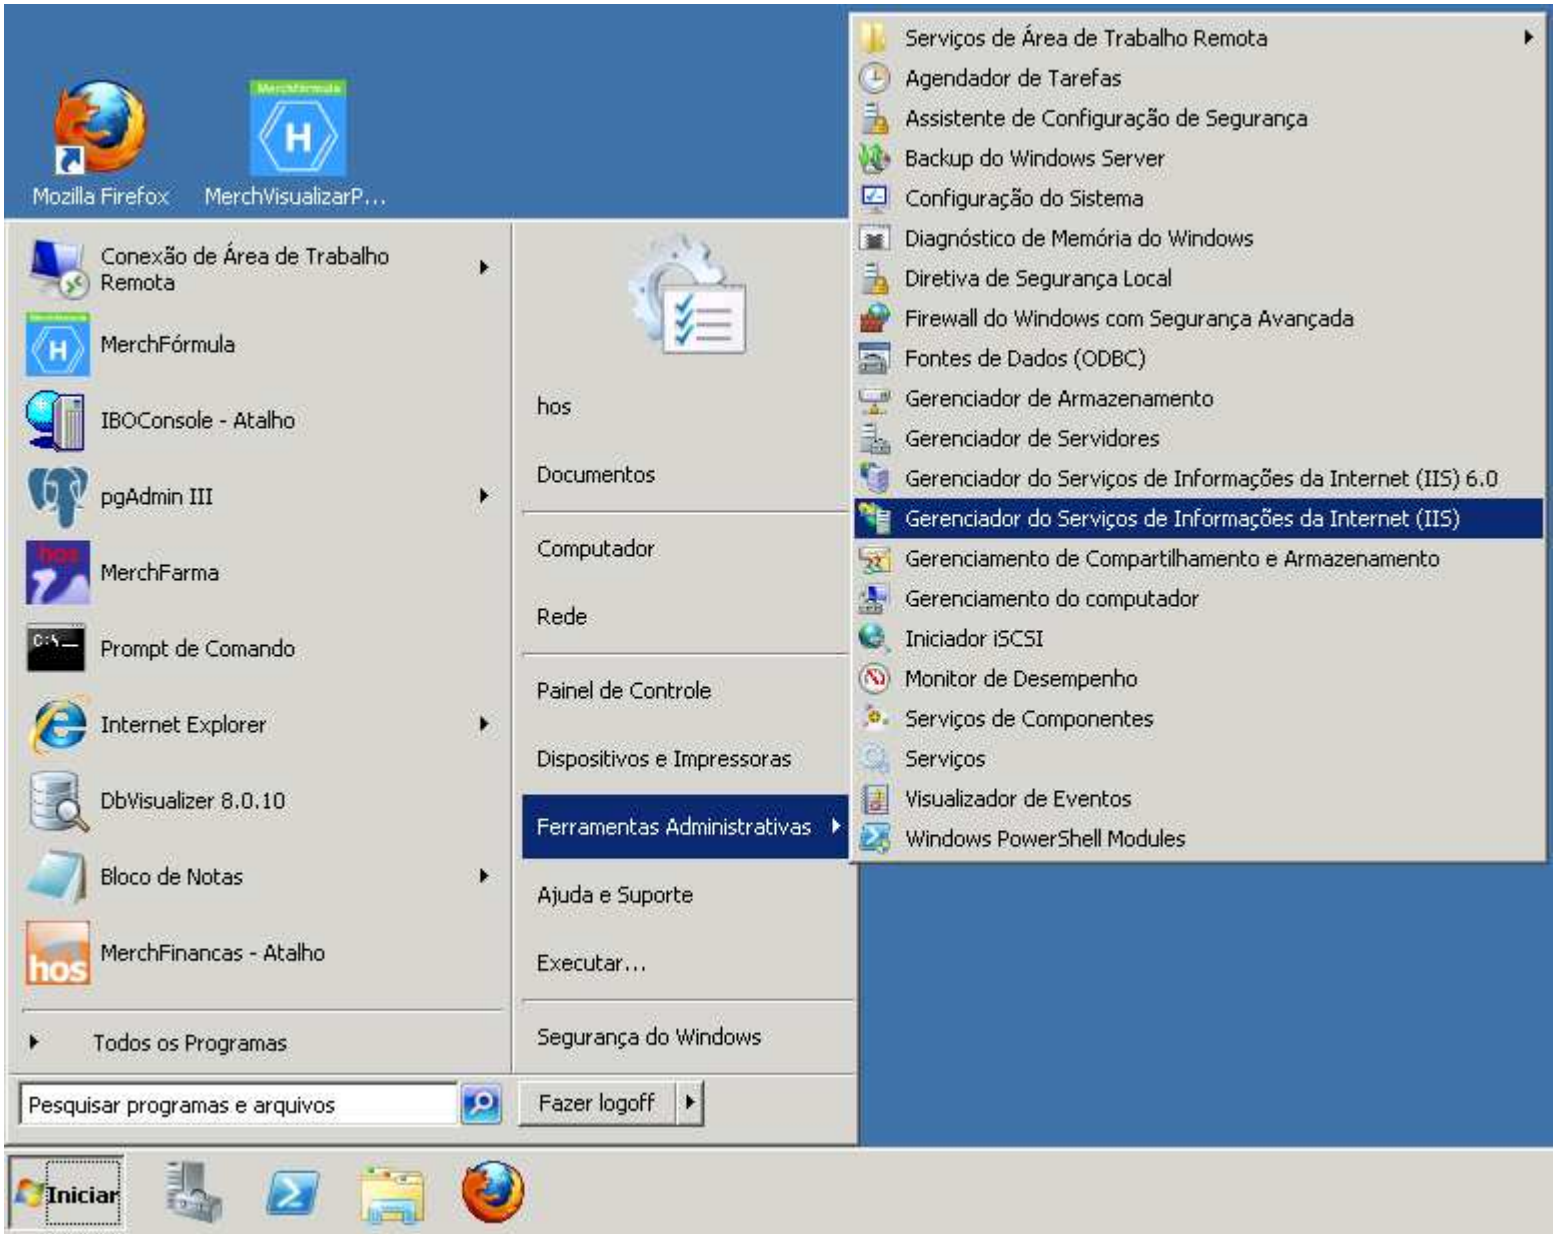 MerchFórmula
H
Mozilla Firefox
MerchVisualizarP...
Conexão de Área de Trabalho
Remota
H
MerchFórmula
IBOConsole - Atalho
pgAdmin III
hos
MerchFarma
C:\_
Prompt de Comando
Internet Explorer
DbVisualizer 8.0.10
Bloco de Notas
hos
MerchFinancas - Atalho
Todos os Programas
Pesquisar programas e arquivos
hos
Documentos
Computador
Rede
Painel de Controle
Dispositivos e Impressoras
Ferramentas Administrativas
Ajuda e Suporte
Executar...
Segurança do Windows
Fazer logoff
Serviços de Área de Trabalho Remota
Agendador de Tarefas
Assistente de Configuração de Segurança
Backup do Windows Server
Configuração do Sistema
Diagnóstico de Memória do Windows
Diretiva de Segurança Local
Firewall do Windows com Segurança Avançada
Fontes de Dados (ODBC)
Gerenciador de Armazenamento
Gerenciador de Servidores
Gerenciador do Serviços de Informações da Internet (IIS) 6.0
Gerenciador do Serviços de Informações da Internet (IIS)
Gerenciamento de Compartilhamento e Armazenamento
Gerenciamento do computador
Iniciador iSCSI
Monitor de Desempenho
Serviços de Componentes
Serviços
Visualizador de Eventos
Windows PowerShell Modules
Iniciar